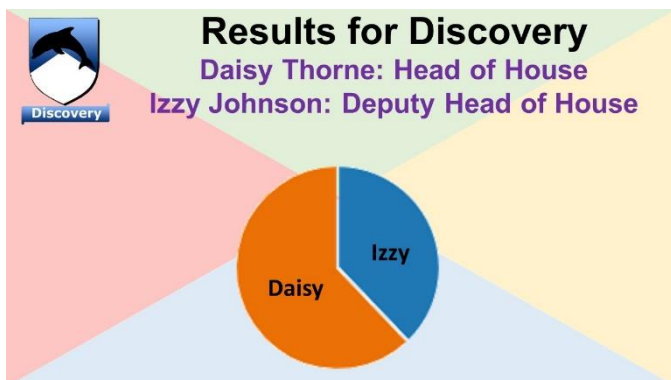 Results for Discovery
Daisy Thorne: Head of House
Izzy Johnson: Deputy Head of House
Discovery
Izzy
Daisy